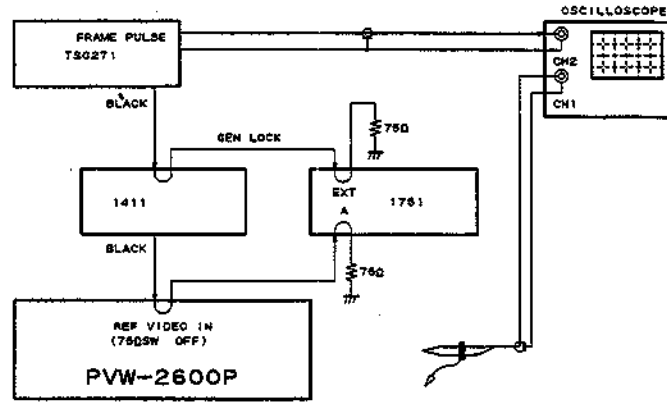 OSCILLOSCOPE
FRAME PULSE
TSG271
CH2
CH1
BLACK
75Ω
GEN LOCK
1411
EXT
A
1751
BLACK
75Ω
REF VIDEO IN
(75ΩSW OFF)
PVW-2600P